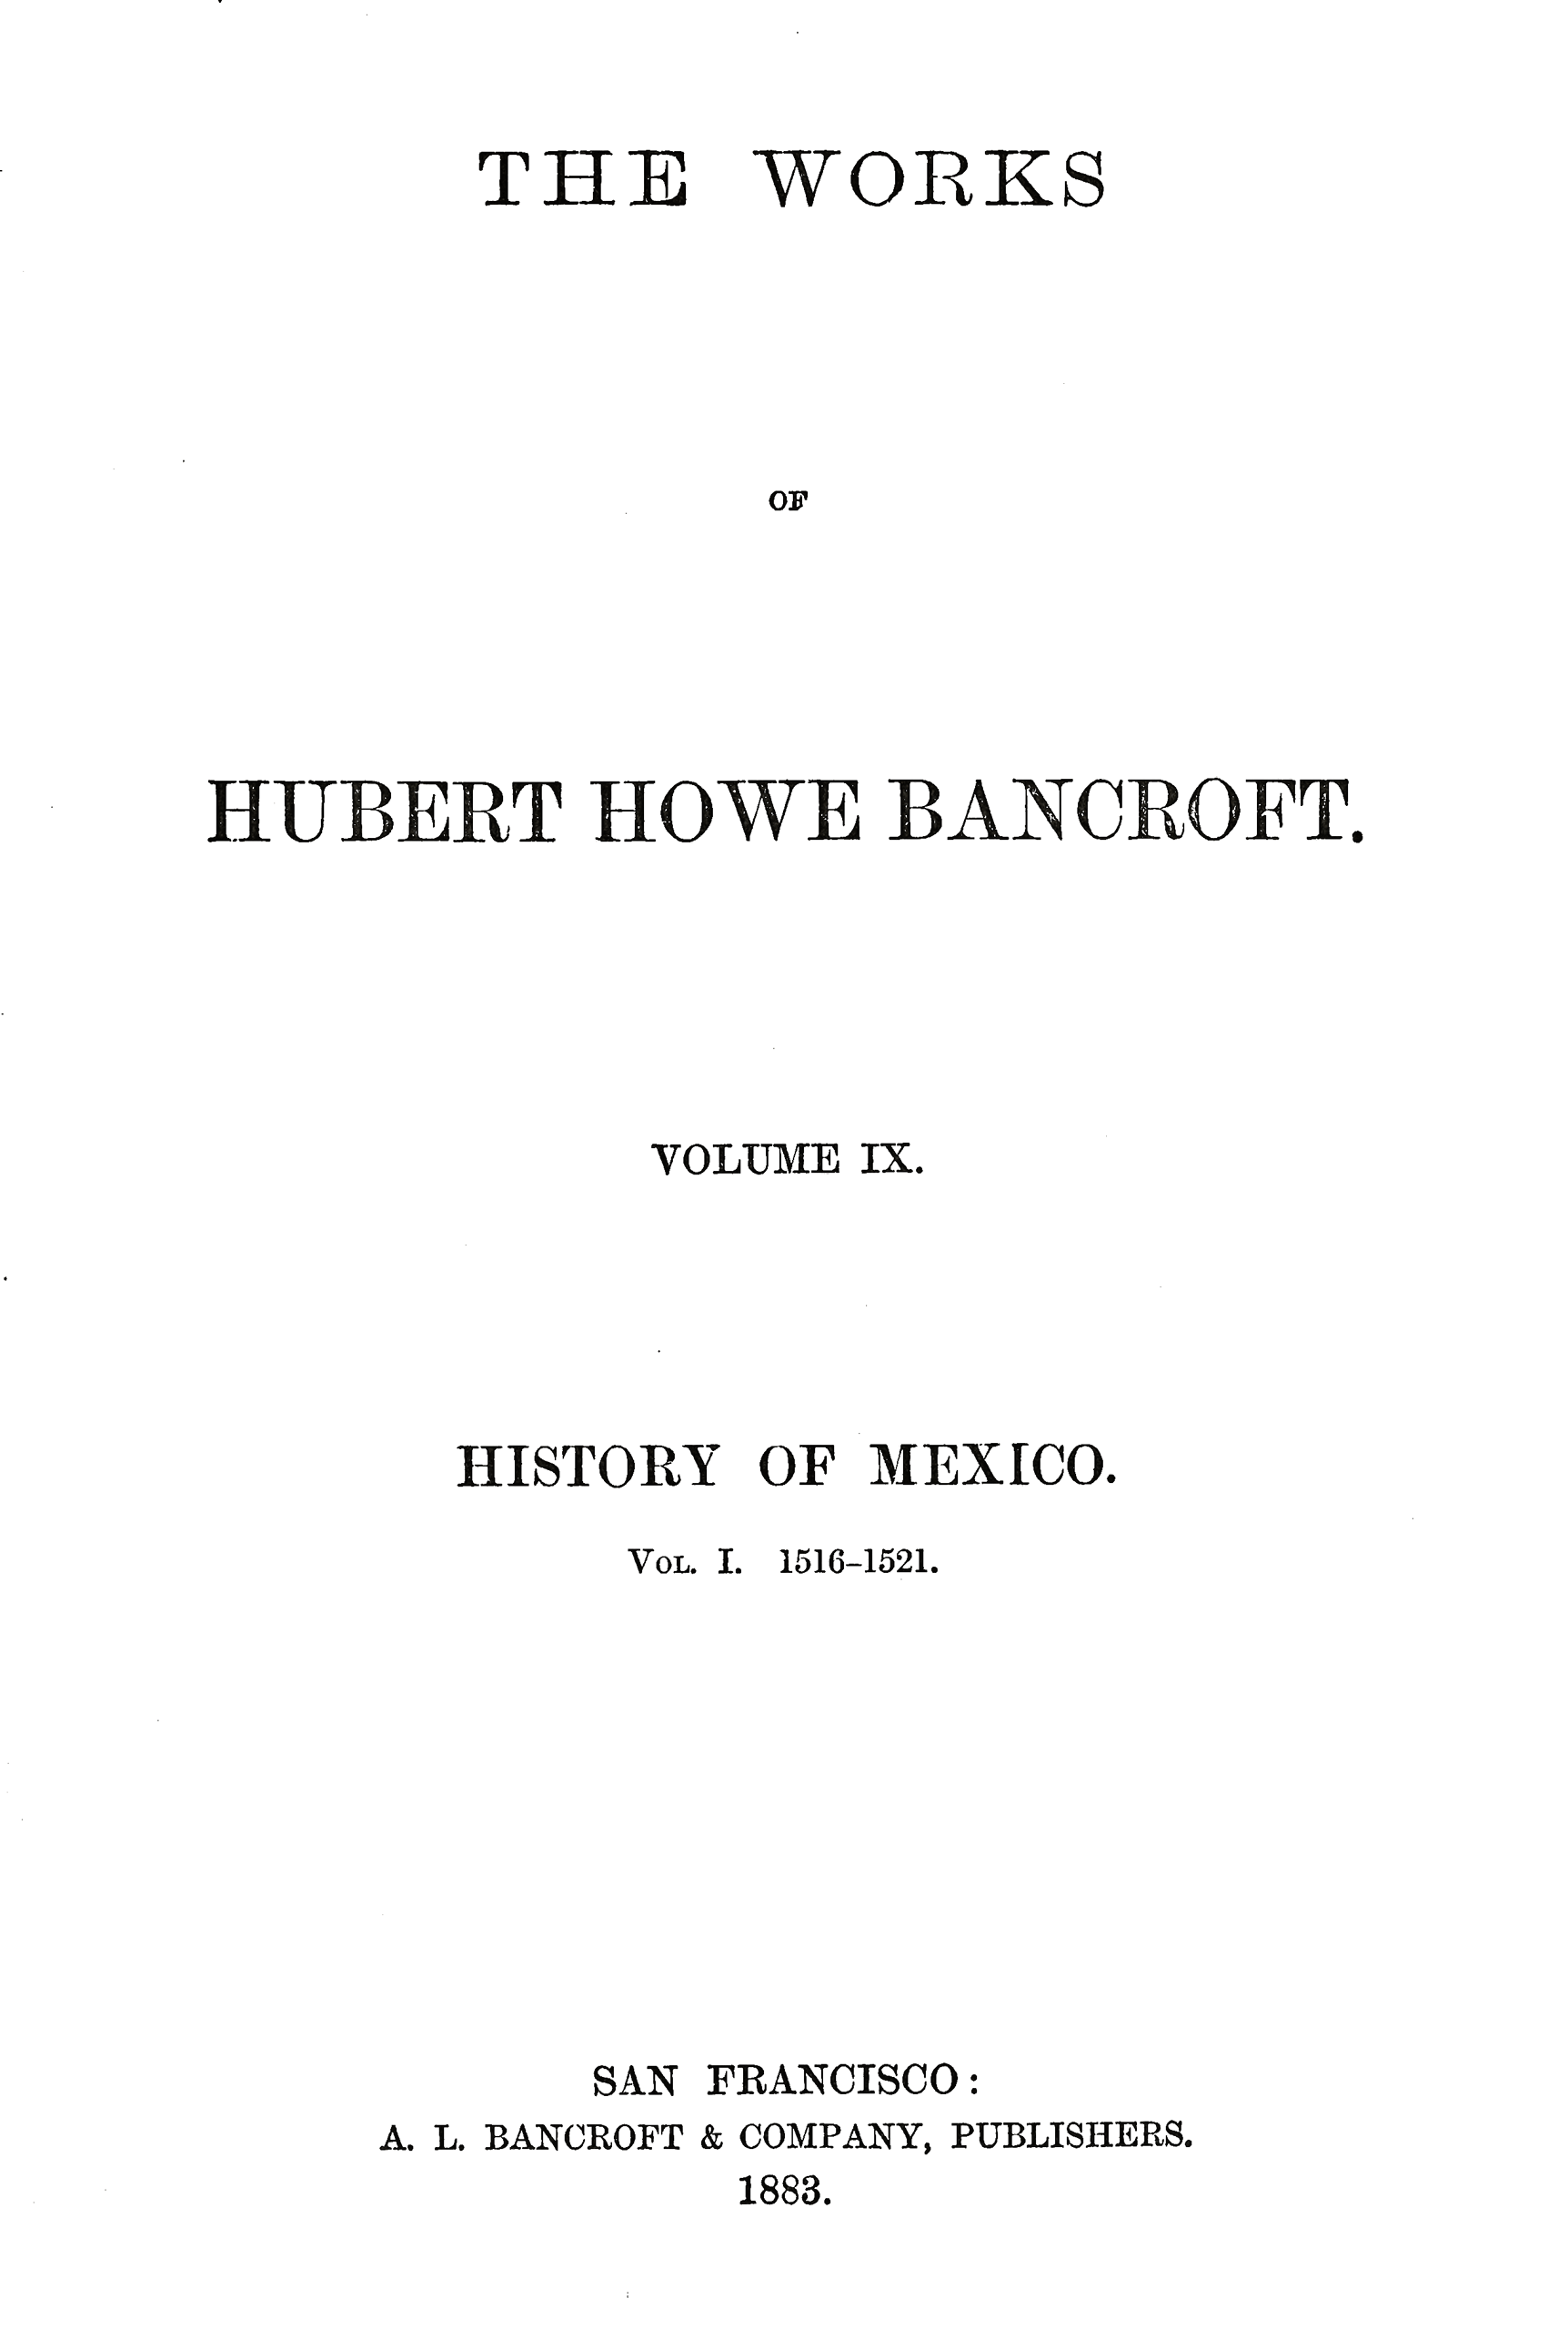 THE WORKS
OF
HUBERT HOWE BANCROFT.
VOLUME IX.
HISTORY OF MEXICO.
VOL. I. 1516–1521.
SAN FRANCISCO:
A. L. BANCROFT & COMPANY, PUBLISHERS.
1883.